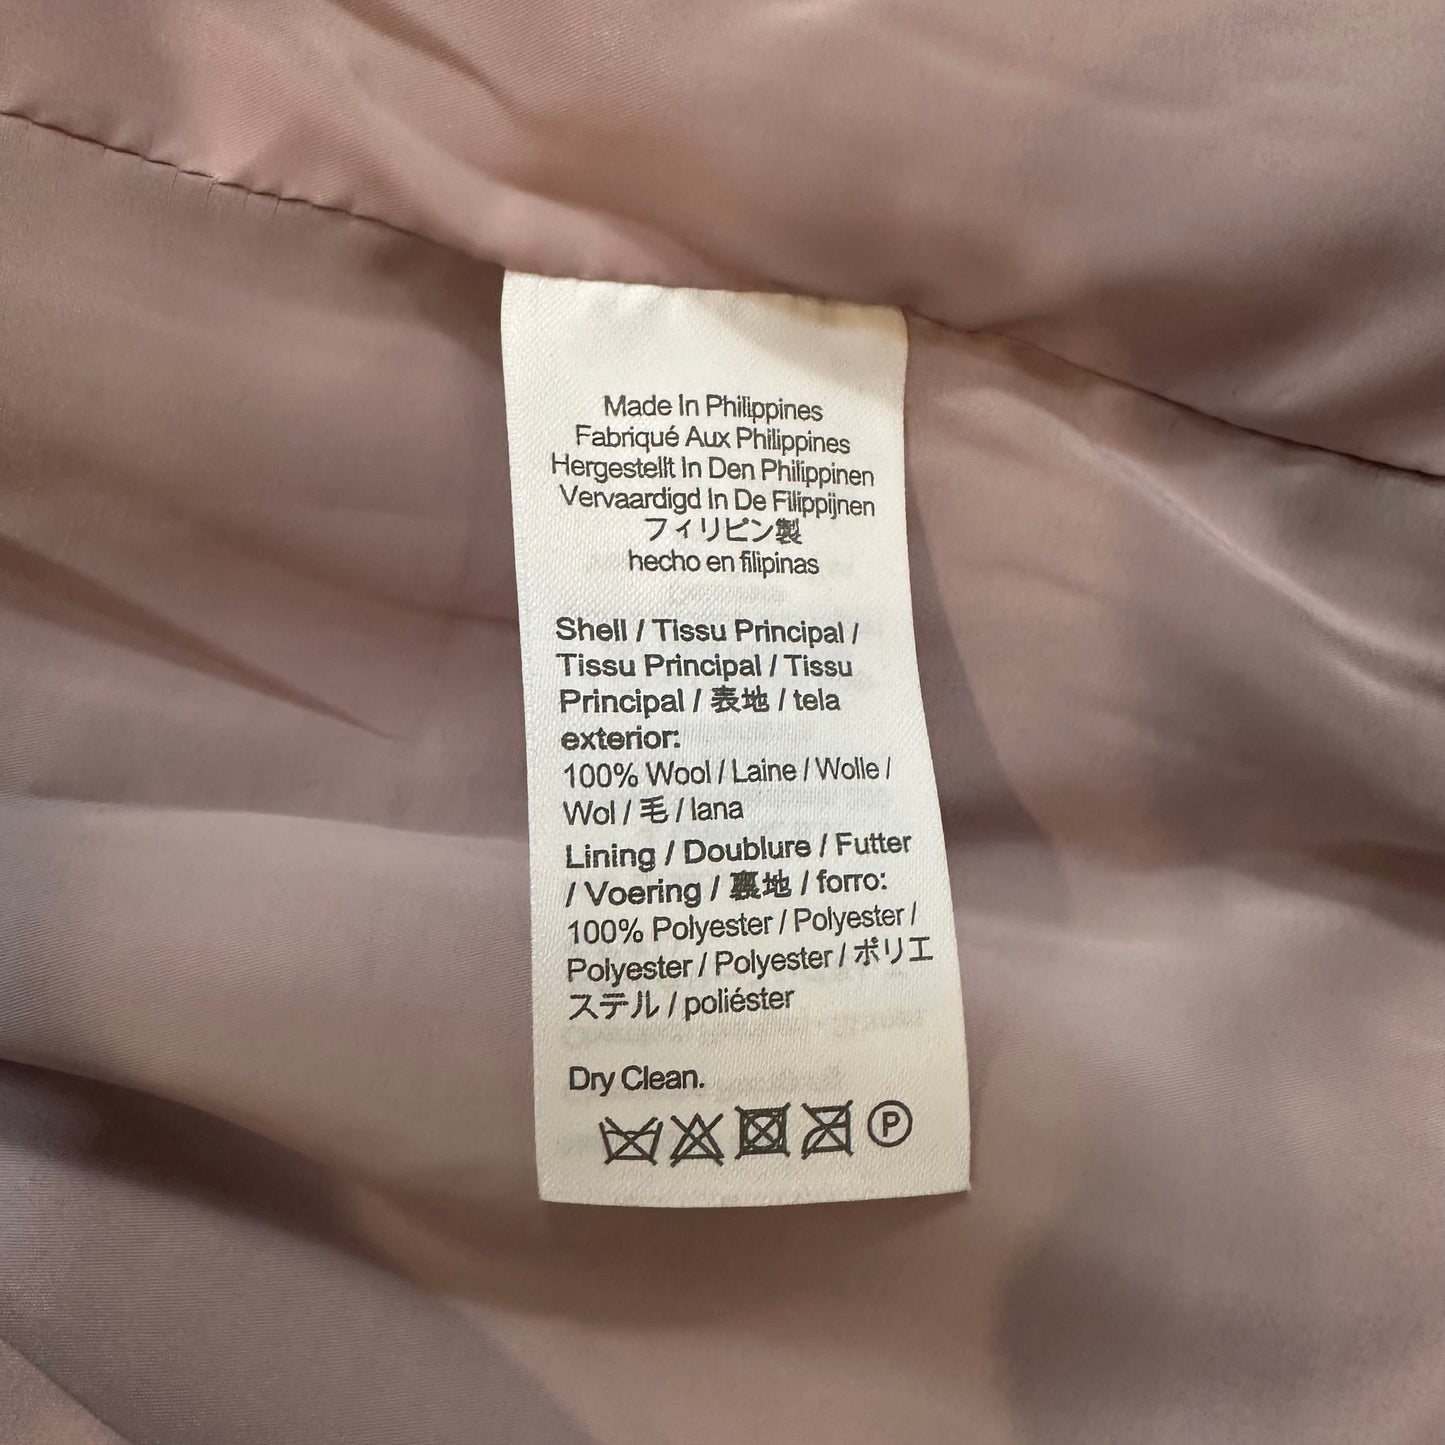 Made In Philippines
Fabriqué Aux Philippines
Hergestellt In Den Philippinen
Vervaardigd In De Filippijnen
フィリピン製
hecho en filipinas
Shell / Tissu Principal /
Tissu Principal / Tissu
Principal / 表地 / tela
exterior:
100% Wool / Laine / Wolle /
Wol / 毛 / lana
Lining / Doublure / Futter
/ Voering / 裏地 / forro:
100% Polyester / Polyester /
Polyester / Polyester / ポリエ
ステル / poliéster
Dry Clean.
P